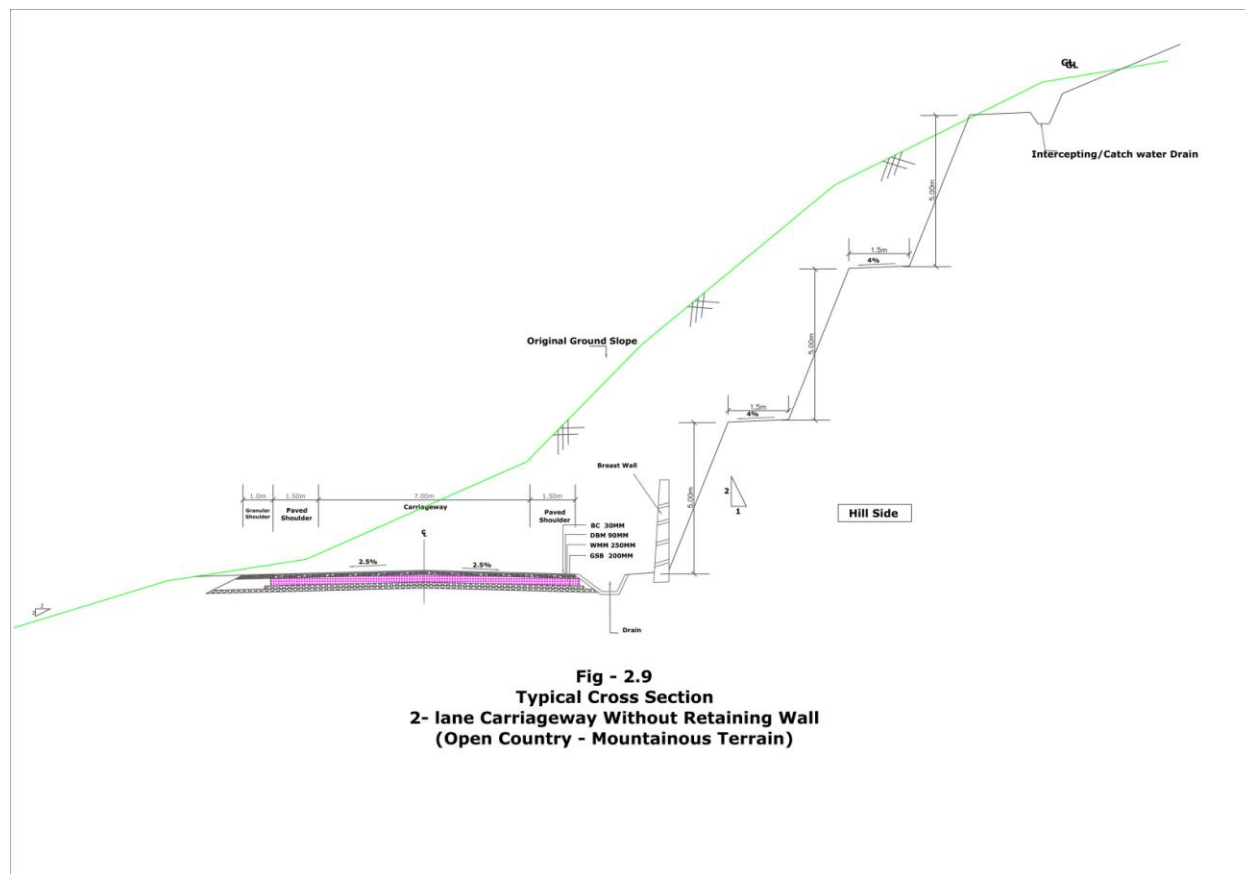 GL
GL
Intercepting/Catch water Drain
5.00m
1.5m
4%
Original Ground Slope
5.00m
1.5m
4%
Breast Wall
5.00m
2
1
Hill Side
1.0m
1.50m
7.00m
1.50m
Granular
Shoulder
Paved
Shoulder
Carriageway
Paved
Shoulder
BC 30MM
DBM 90MM
WMM 250MM
GSB 200MM
℄
2.5%
2.5%
Drain
Fig - 2.9
Typical Cross Section
2- lane Carriageway Without Retaining Wall
(Open Country - Mountainous Terrain)